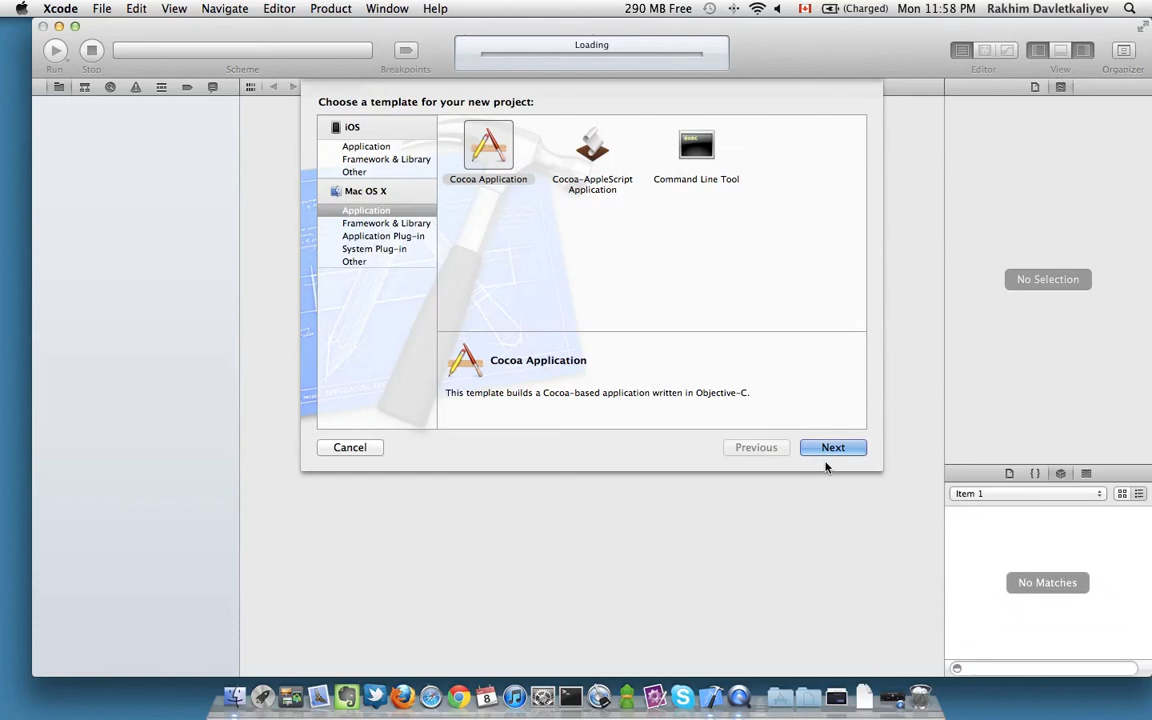 Xcode File Edit View Navigate Editor Product Window Help 290 MB Free (Charged) Mon 11:58 PM Rakhim Davletkaliyev
Loading
Run Stop Scheme Breakpoints Editor View Organizer
Choose a template for your new project:
iOS
Application
Framework & Library
Other
Mac OS X
Application
Framework & Library
Application Plug-in
System Plug-in
Other
Cocoa Application
Cocoa-AppleScript
Application
Command Line Tool
exec
Cocoa Application
This template builds a Cocoa-based application written in Objective-C.
Cancel Previous Next
No Selection
Item 1
No Matches
8